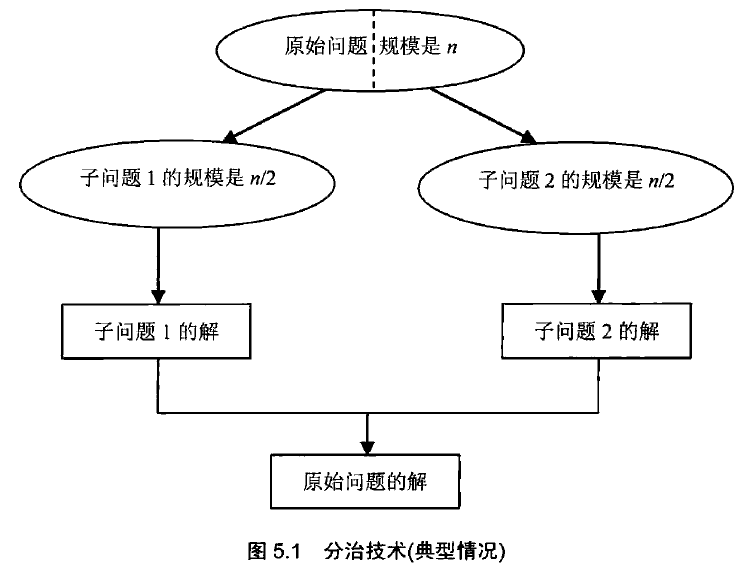 原始问题 规模是 n
子问题 1 的规模是 n/2
子问题 2 的规模是 n/2
子问题 1 的解
子问题 2 的解
原始问题的解
图 5.1 分治技术(典型情况)